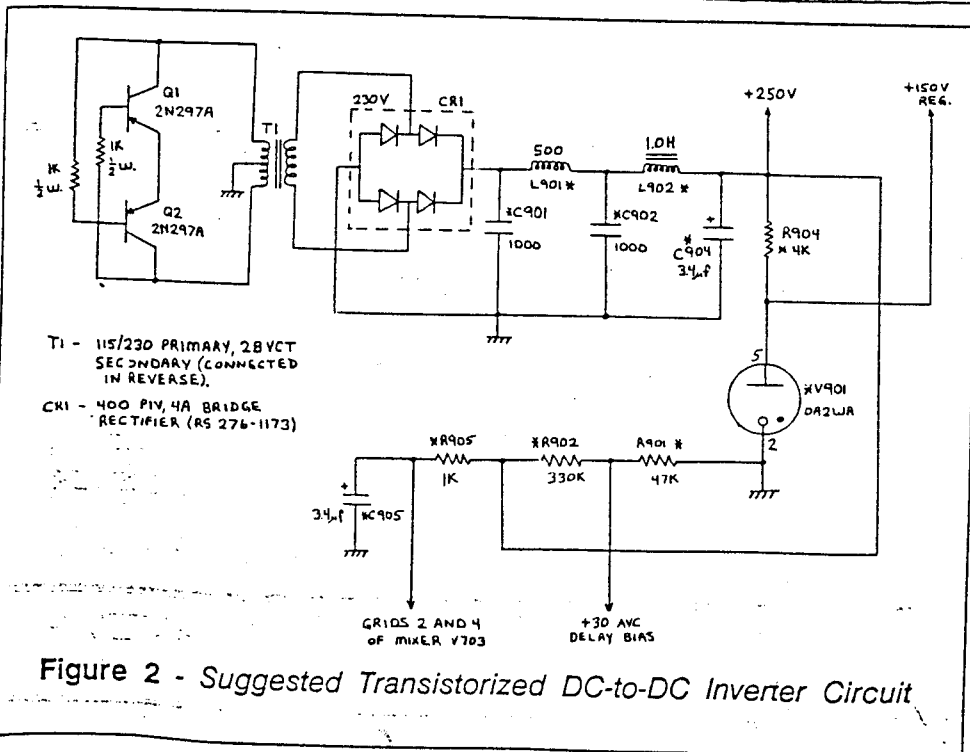 Q1
2N297A
1K
½ W.
1K
½ W.
Q2
2N297A
T1
230V
CR1
500
L901*
1.0H
L902 *
*C901
1000
*C902
1000
+
*
C904
3.4µf
+250V
+150V
REG.
R904
* 4K
5
*V901
OA2WA
2
T1 - 115/230 PRIMARY, 28VCT
SECONDARY (CONNECTED
IN REVERSE).
CR1 - 400 PIV, 4A BRIDGE
RECTIFIER (RS 276-1173)
*R905
1K
*R902
330K
R901 *
47K
+
3.4µf
*C905
GRIDS 2 AND 4
OF MIXER V703
+30 AVC
DELAY BIAS
Figure 2 - Suggested Transistorized DC-to-DC Inverter Circuit